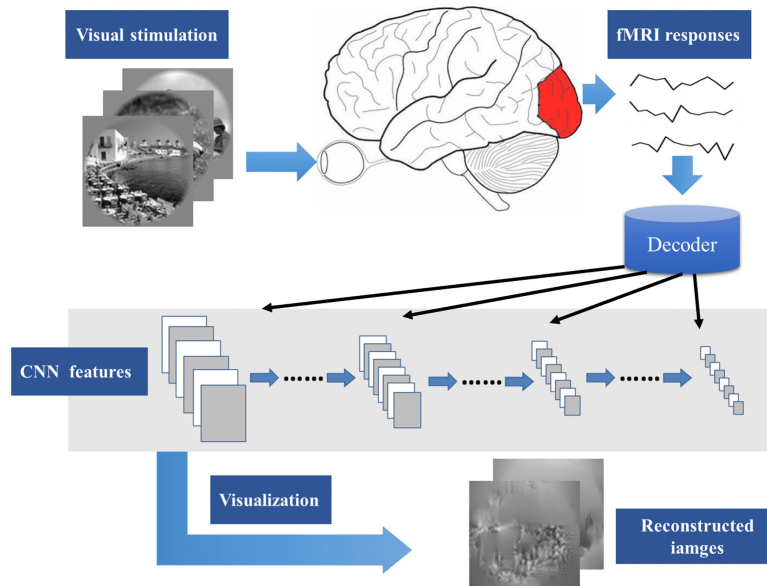 Visual stimulation
fMRI responses
Decoder
CNN features
Visualization
Reconstructed
iamges